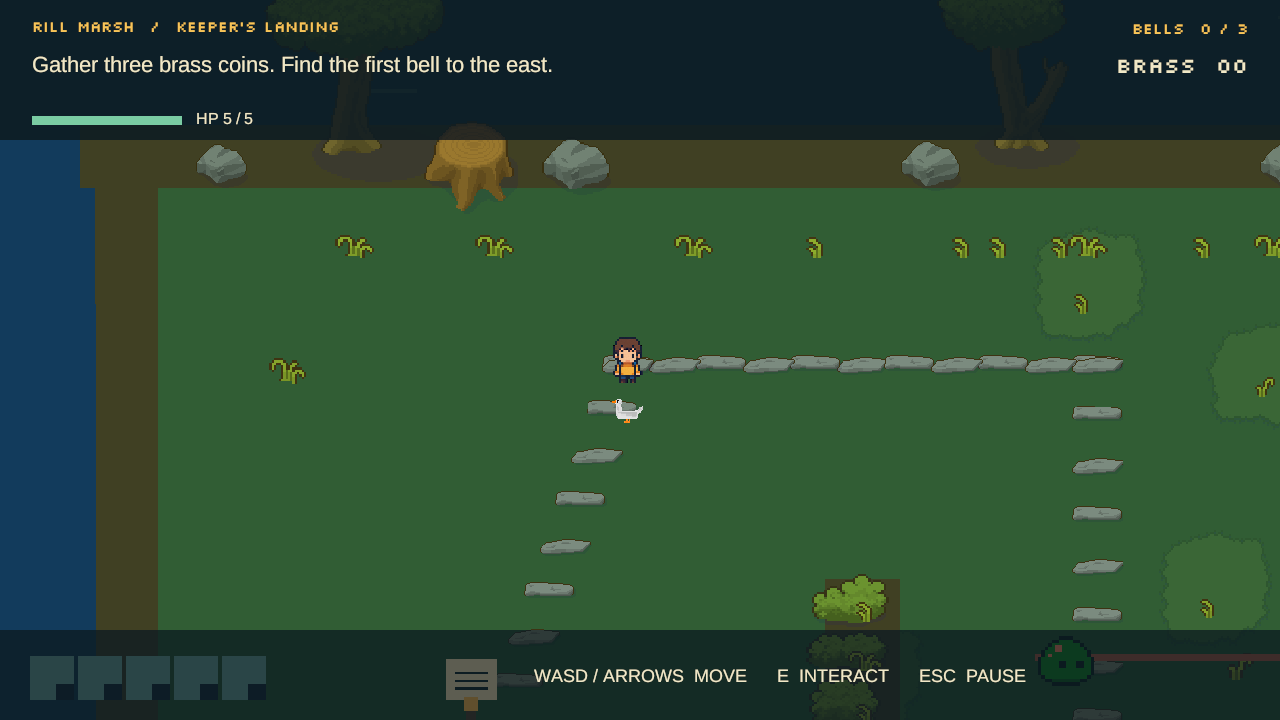 RILL MARSH / KEEPER'S LANDING
BELLS 0 / 3
Gather three brass coins. Find the first bell to the east.
BRASS 00
HP 5 / 5
WASD / ARROWS MOVE E INTERACT ESC PAUSE